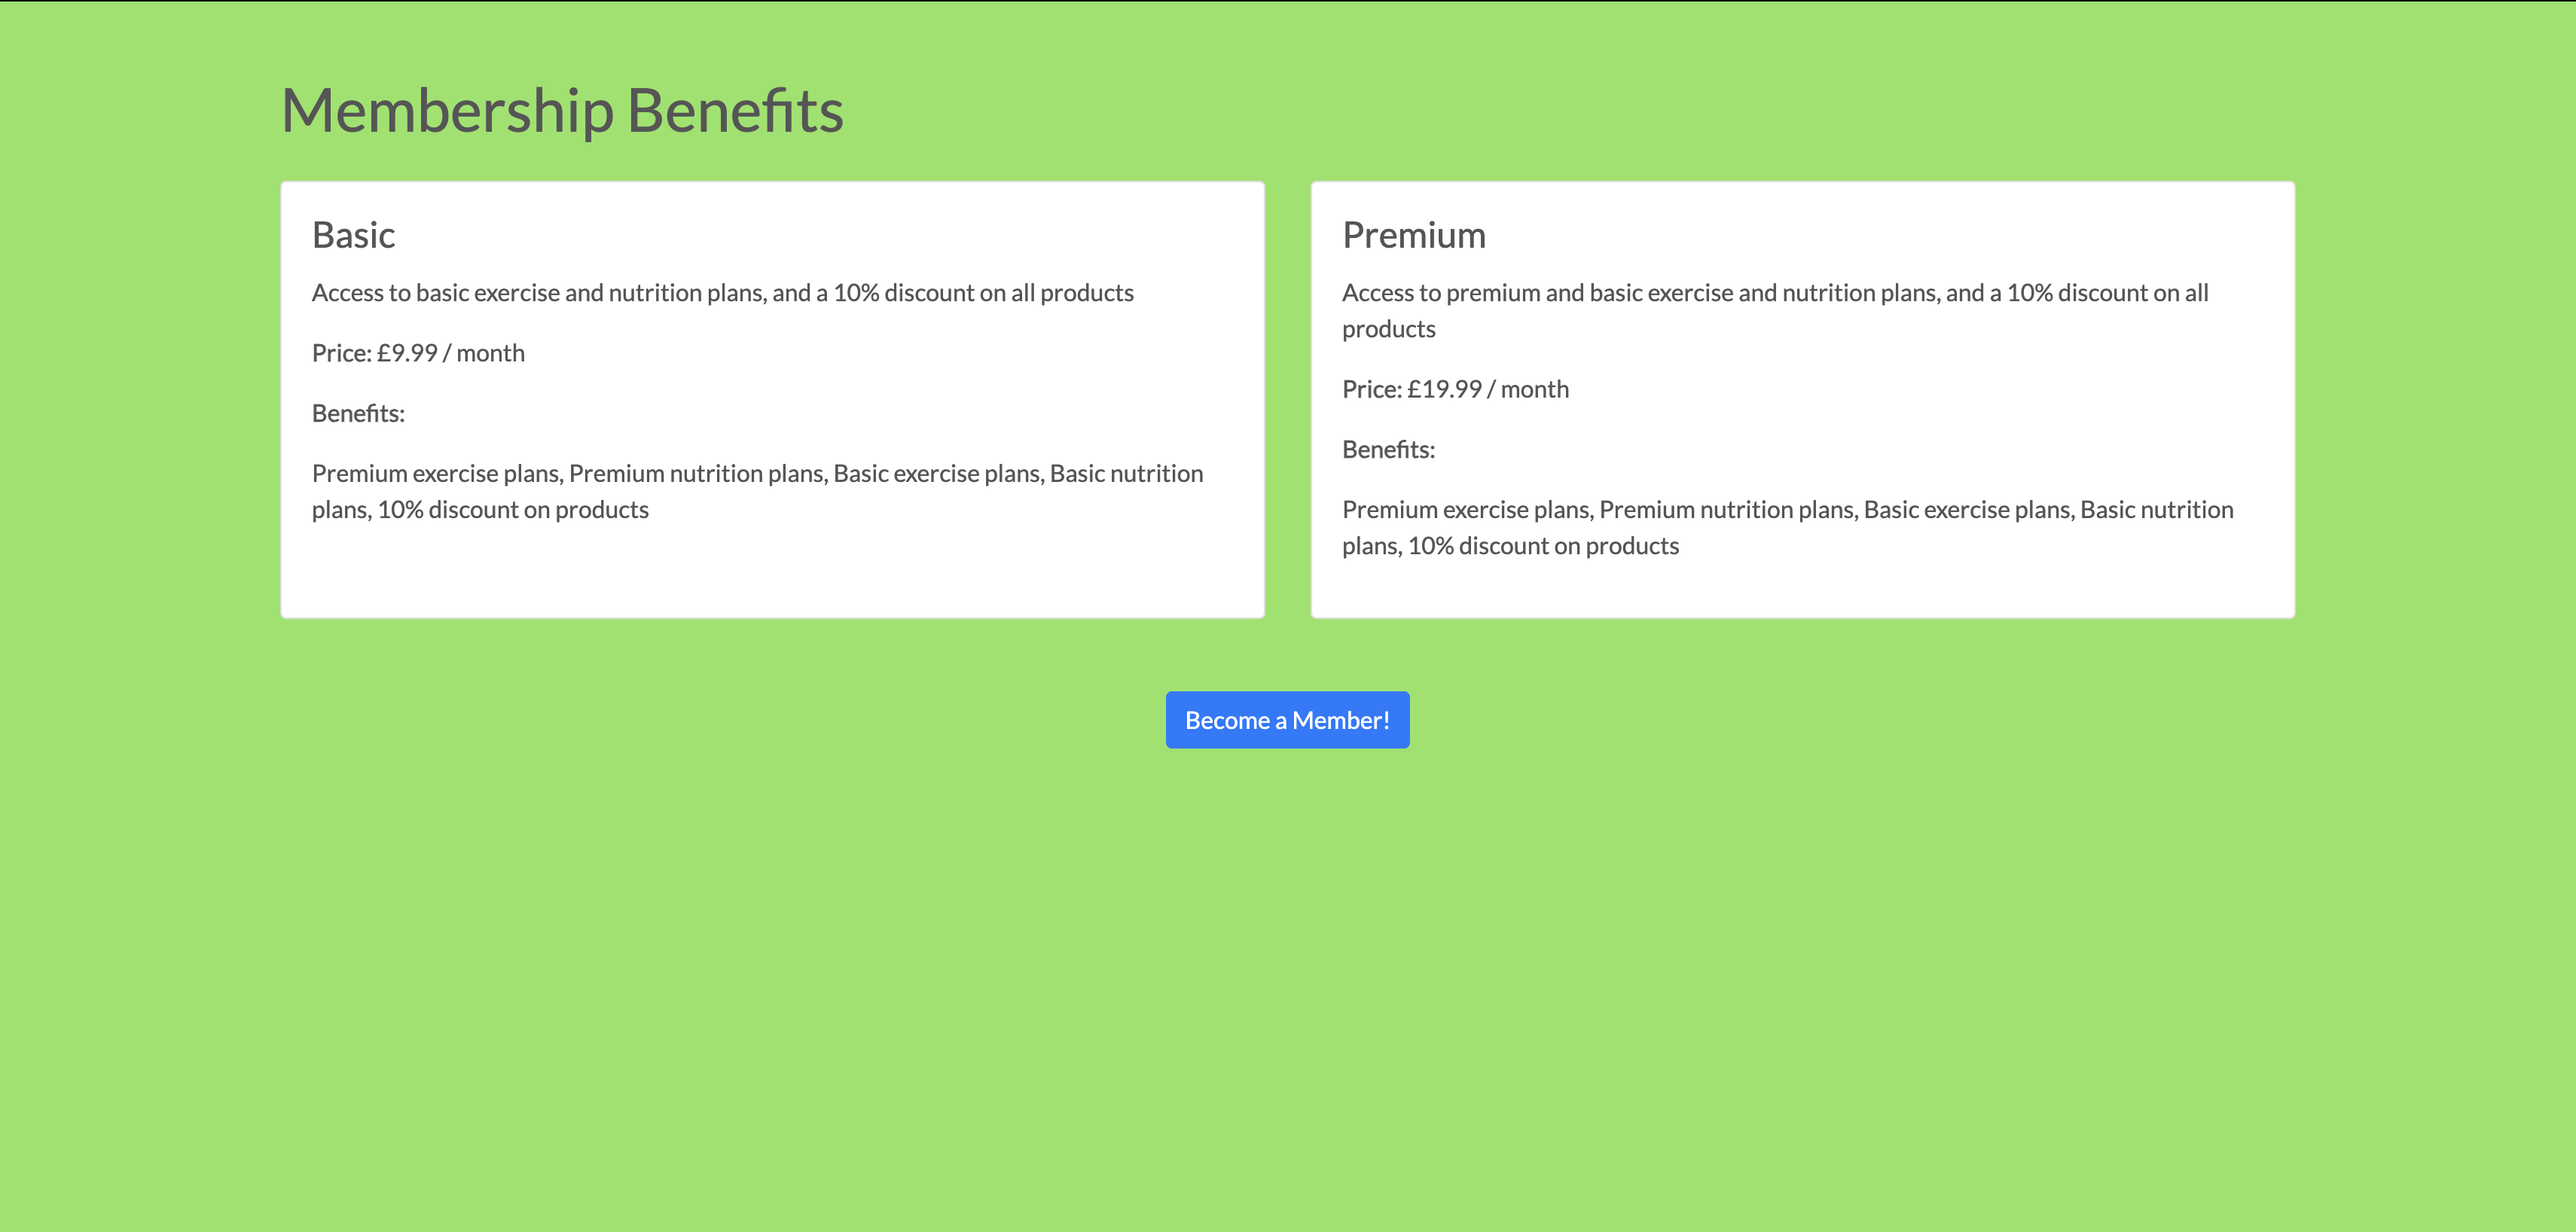 Membership Benefits
Basic
Access to basic exercise and nutrition plans, and a 10% discount on all products
Price: £9.99 / month
Benefits:
Premium exercise plans, Premium nutrition plans, Basic exercise plans, Basic nutrition
plans, 10% discount on products
Premium
Access to premium and basic exercise and nutrition plans, and a 10% discount on all
products
Price: £19.99 / month
Benefits:
Premium exercise plans, Premium nutrition plans, Basic exercise plans, Basic nutrition
plans, 10% discount on products
Become a Member!